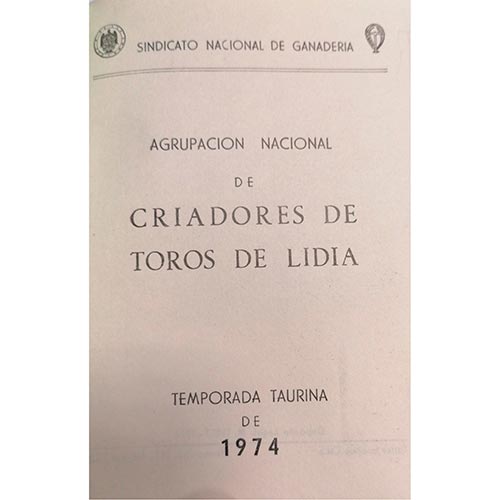 SINDICATO NACIONAL DE GANADERIA
AGRUPACION NACIONAL
DE
CRIADORES DE
TOROS DE LIDIA
TEMPORADA TAURINA
DE
1974